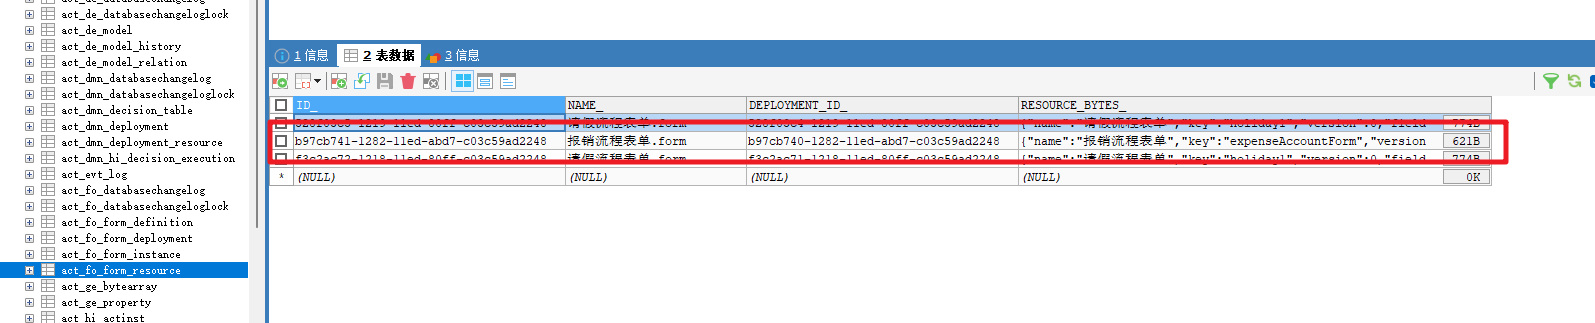 act_de_databasechangeloglock
act_de_model
act_de_model_history
act_de_model_relation
act_dmn_databasechangelog
act_dmn_databasechangeloglock
act_dmn_decision_table
act_dmn_deployment
act_dmn_deployment_resource
act_dmn_hi_decision_execution
act_evt_log
act_fo_databasechangelog
act_fo_databasechangeloglock
act_fo_form_definition
act_fo_form_deployment
act_fo_form_instance
act_fo_form_resource
act_ge_bytearray
act_ge_property
act_hi_actinst
1 信息 2 表数据 3 信息
ID_ NAME_ DEPLOYMENT_ID_ RESOURCE_BYTES_
请假流程表单.form {"name":"请假流程表单","key":"holiday1","version":0,"field 774B
b97cb741-1282-11ed-abd7-c03c59ad2248 报销流程表单.form b97cb740-1282-11ed-abd7-c03c59ad2248 {"name":"报销流程表单","key":"expenseAccountForm","version 621B
f3c2ac72-1218-11ed-80ff-c03c59ad2248 请假流程表单.form f3c2ac71-1218-11ed-80ff-c03c59ad2248 {"name":"请假流程表单","key":"holiday1","version":0,"field 774B
* (NULL) (NULL) (NULL) (NULL) 0K